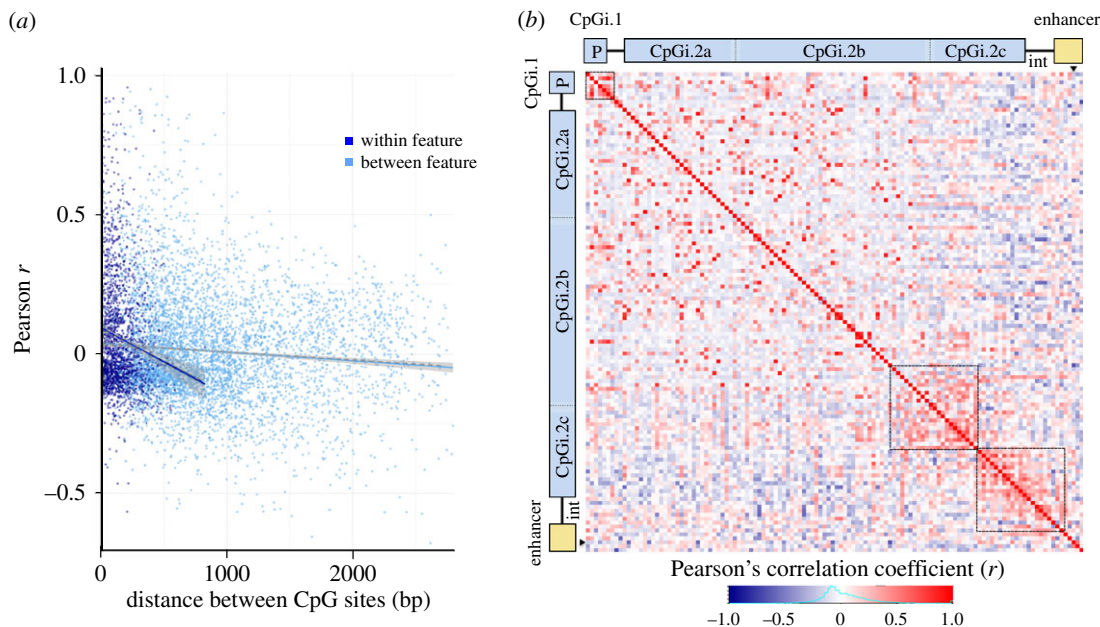 (a)
1.0
0.5
0
–0.5
Pearson r
within feature
between feature
0
1000
2000
distance between CpG sites (bp)
(b)
CpGi.1
enhancer
P
CpGi.2a
CpGi.2b
CpGi.2c
int
CpGi.1
P
CpGi.2a
CpGi.2b
CpGi.2c
int
enhancer
Pearson's correlation coefficient (r)
–1.0
–0.5
0
0.5
1.0